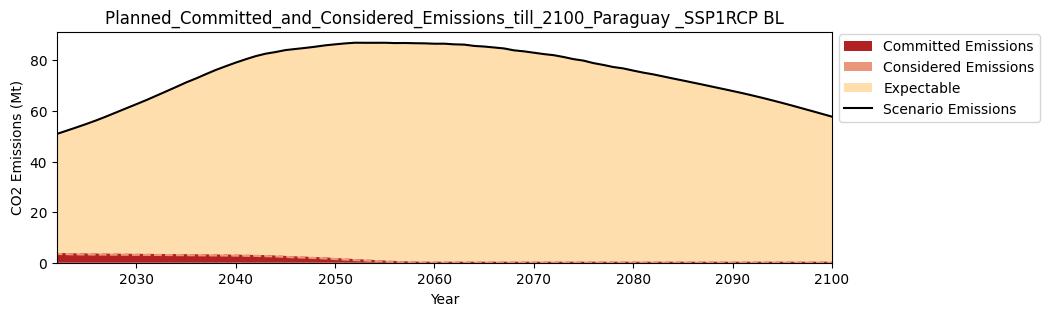 Planned_Committed_and_Considered_Emissions_till_2100_Paraguay _SSP1RCP BL
Committed Emissions
Considered Emissions
Expectable
Scenario Emissions
CO2 Emissions (Mt)
80
60
40
20
0
2030 2040 2050 2060 2070 2080 2090 2100
Year